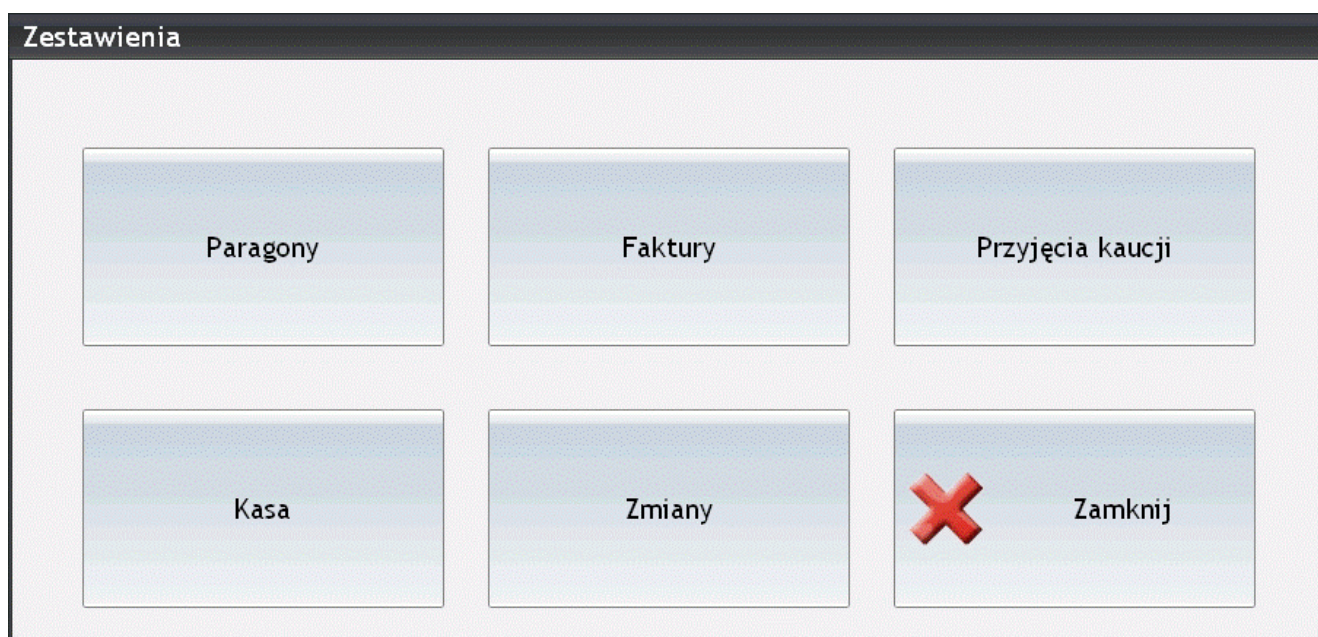 Zestawienia
Paragony
Faktury
Przyjęcia kaucji
Kasa
Zmiany
Zamknij